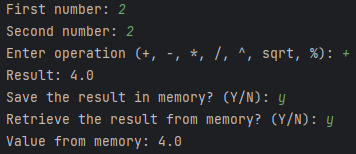 First number: 2
Second number: 2
Enter operation (+, -, *, /, ^, sqrt, %): +
Result: 4.0
Save the result in memory? (Y/N): y
Retrieve the result from memory? (Y/N): y
Value from memory: 4.0